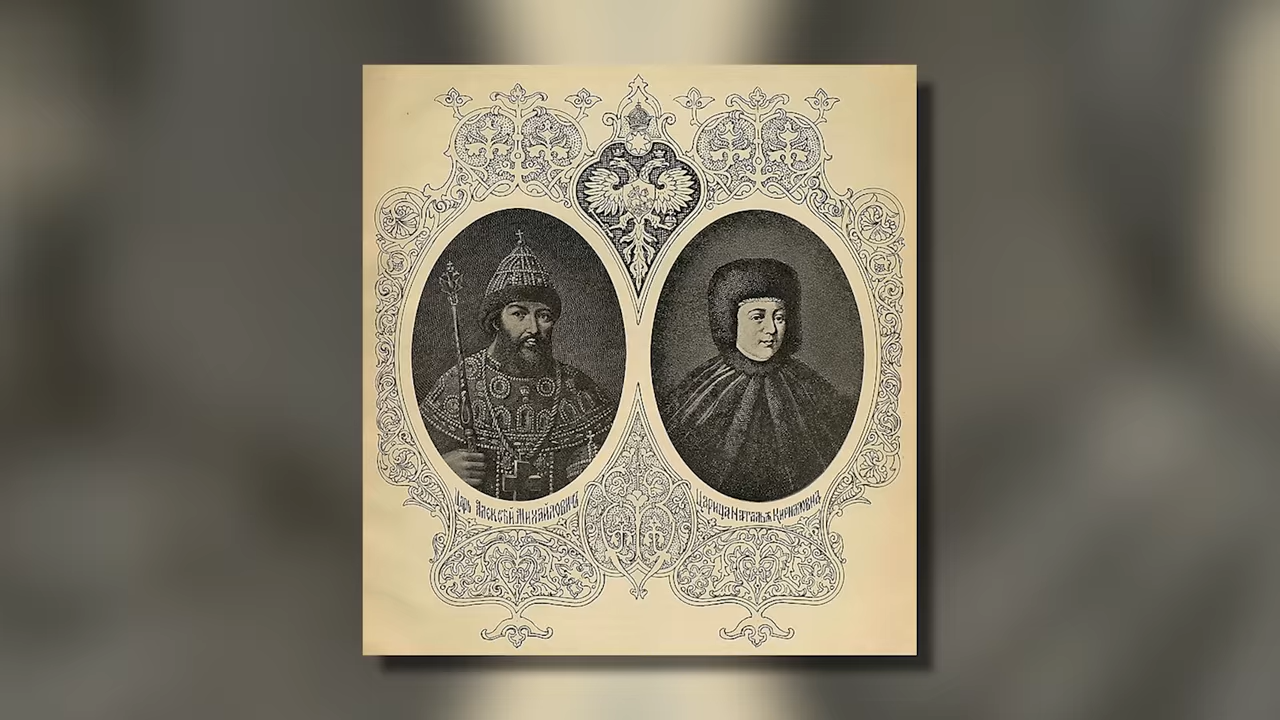 Царь Алексѣй Михайловичъ
Царица Наталья Кириловна